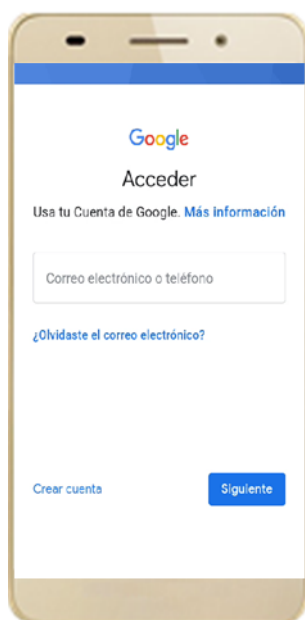 Google
Acceder
Usa tu Cuenta de Google. Más información
Correo electrónico o teléfono
¿Olvidaste el correo electrónico?
Crear cuenta
Siguiente